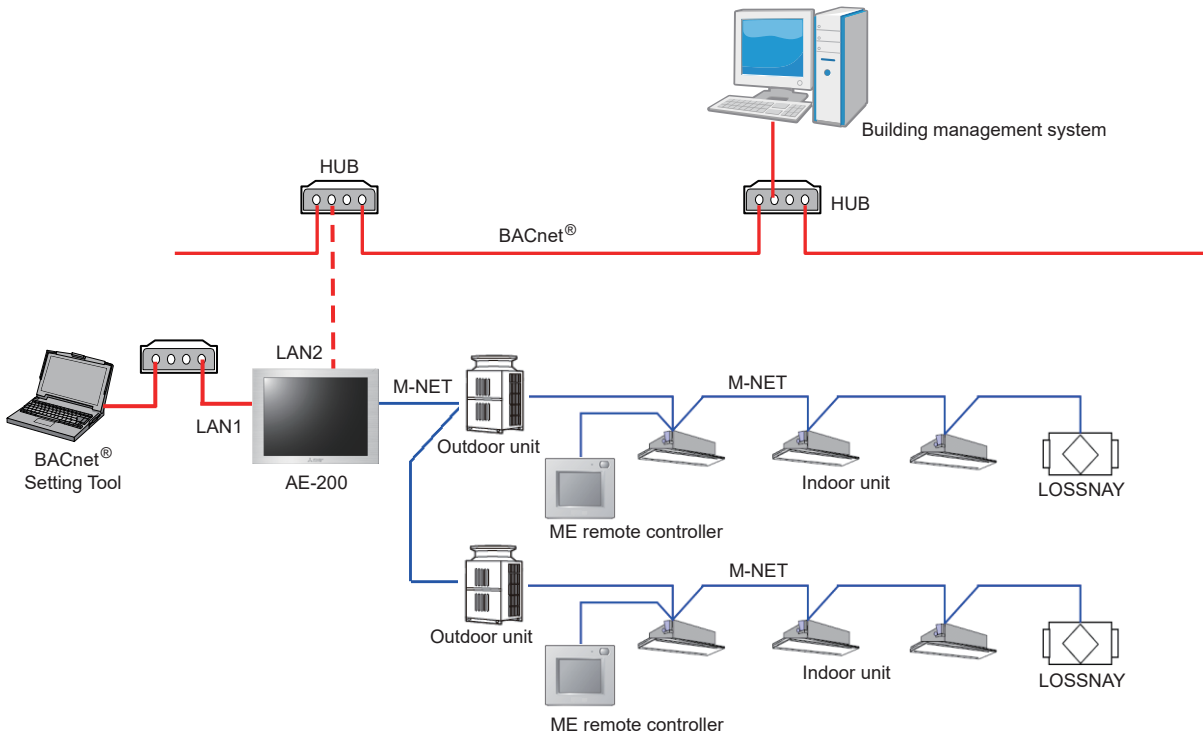 Building management system
HUB
HUB
BACnet®
LAN2
M-NET
M-NET
LAN1
Outdoor unit
BACnet®
Setting Tool
AE-200
Indoor unit
LOSSNAY
ME remote controller
M-NET
Outdoor unit
Indoor unit
LOSSNAY
ME remote controller